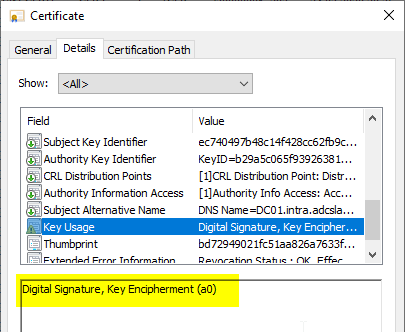 Certificate
General Details Certification Path
Show: <All>
Field Value
Subject Key Identifier ec740497b48c14f428cc62fb9c...
Authority Key Identifier KeyID=b29a5c065f93926381...
CRL Distribution Points [1]CRL Distribution Point: Distr...
Authority Information Access [1]Authority Info Access: Acc...
Subject Alternative Name DNS Name=DC01.intra.adcsla...
Key Usage Digital Signature, Key Encipher...
Thumbprint bd72949021fc51aa826a7633f...
Extended Error Information Revocation Status : OK, Effec...
Digital Signature, Key Encipherment (a0)